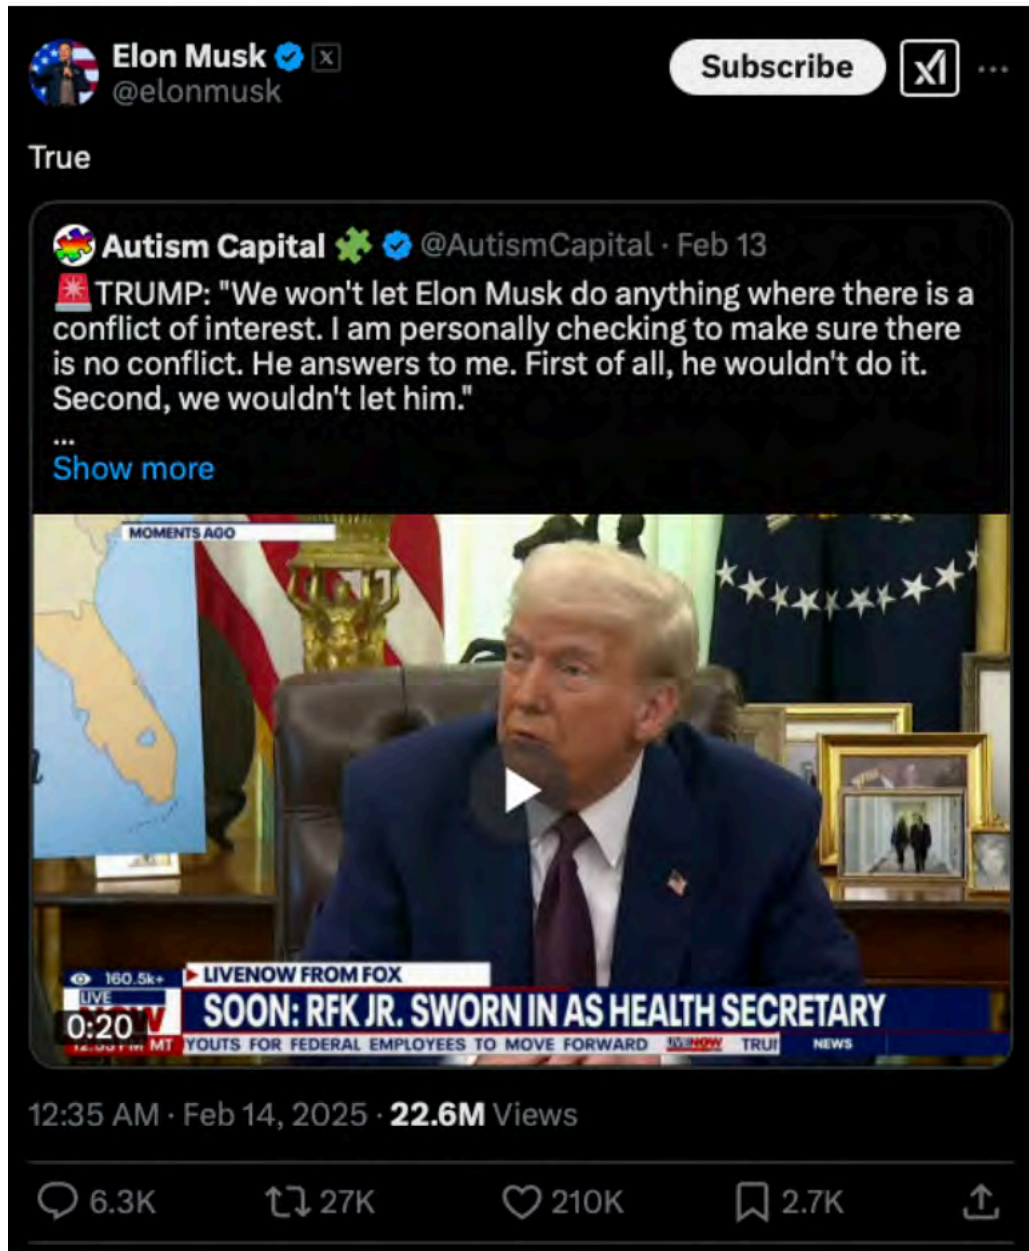 Elon Musk
@elonmusk
Subscribe
True
Autism Capital @AutismCapital · Feb 13
🚨TRUMP: "We won't let Elon Musk do anything where there is a
conflict of interest. I am personally checking to make sure there
is no conflict. He answers to me. First of all, he wouldn't do it.
Second, we wouldn't let him."
...
Show more
MOMENTS AGO
160.5k+
LIVENOW FROM FOX
LIVE
SOON: RFK JR. SWORN IN AS HEALTH SECRETARY
0:20
MT YOUTS FOR FEDERAL EMPLOYEES TO MOVE FORWARD LIVENOW TRU NEWS
12:35 AM · Feb 14, 2025 · 22.6M Views
6.3K 27K 210K 2.7K